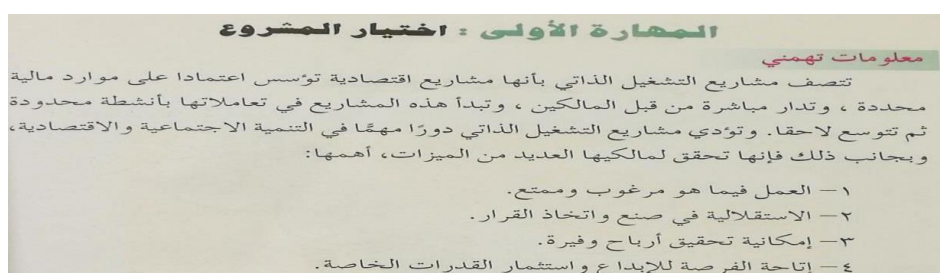 المهارة الأولى : اختيار المشروع
معلومات تهمني
تتصف مشاريع التشغيل الذاتي بأنها مشاريع اقتصادية تؤسس اعتمادا على موارد مالية
محددة ، وتدار مباشرة من قبل المالكين ، وتبدأ هذه المشاريع في تعاملاتها بأنشطة محدودة
ثم تتوسع لاحقا. وتؤدي مشاريع التشغيل الذاتي دورًا مهمًا في التنمية الاجتماعية والاقتصادية،
وبجانب ذلك فإنها تحقق لمالكيها العديد من الميزات، أهمها:
١- العمل فيما هو مرغوب وممتع.
٢- الاستقلالية في صنع واتخاذ القرار.
٣- إمكانية تحقيق أرباح وفيرة.
٤- إتاحة الفرصة للإبداع واستثمار القدرات الخاصة.